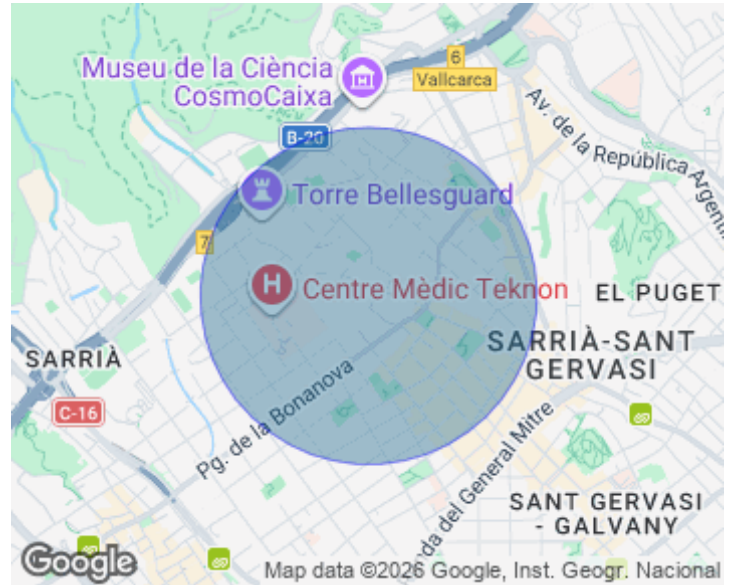 Museu de la Ciència
CosmoCaixa
6
Vallcarca
Av. de la República Argen
B-20
Torre Bellesguard
7
H
Centre Mèdic Teknon
EL PUGET
SARRIÀ-SANT
GERVASI
SARRIÀ
C-16
Pg. de la Bonanova
nda del General Mitre
SANT GERVASI
- GALVANY
Google
Map data ©2026 Google, Inst. Geogr. Nacional